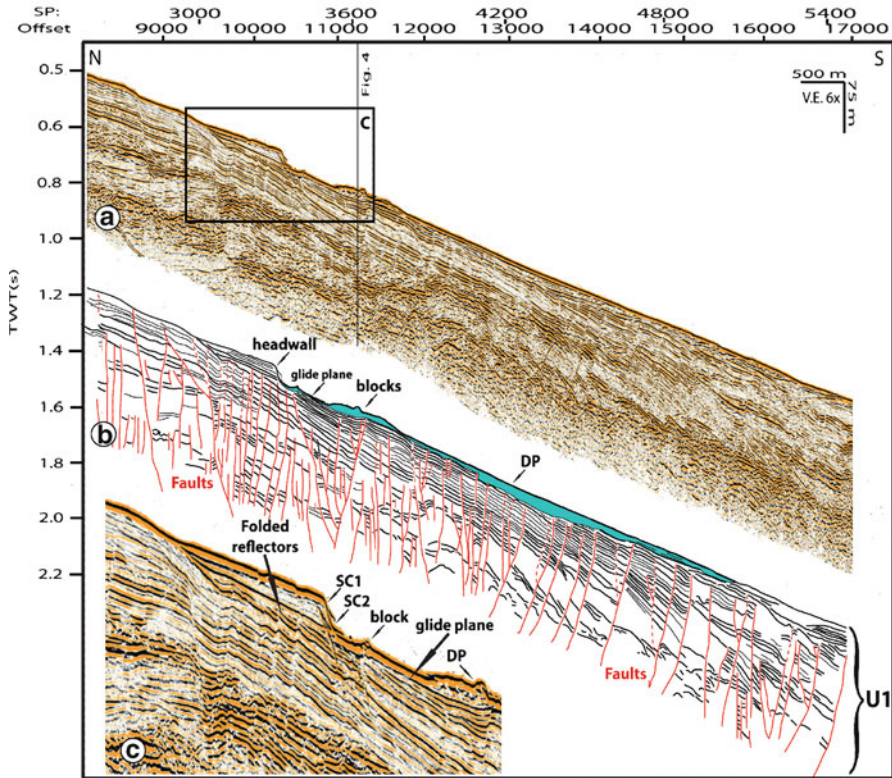 SP: 3000 3600 4200 4800 5400
Offset 9000 10000 11000 12000 13000 14000 15000 16000 17000
N
Fig. 4
S
0.5
500 m
75 m
V.E. 6x
0.6
C
0.8
a
1.0
TWT(s)
1.2
1.4
headwall
glide plane
blocks
1.6
b
1.8
DP
Faults
2.0
Folded
reflectors
2.2
SC1
SC2
block
glide plane
DP
Faults
U1
c